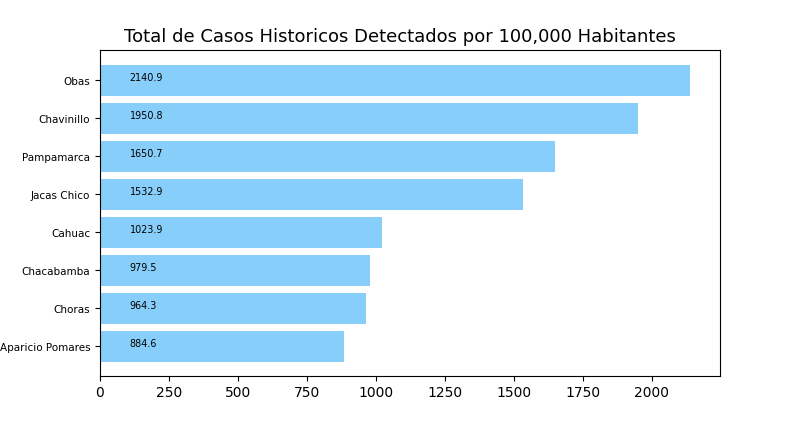 Total de Casos Historicos Detectados por 100,000 Habitantes
Obas 2140.9
Chavinillo 1950.8
Pampamarca 1650.7
Jacas Chico 1532.9
Cahuac 1023.9
Chacabamba 979.5
Choras 964.3
Aparicio Pomares 884.6
0 250 500 750 1000 1250 1500 1750 2000